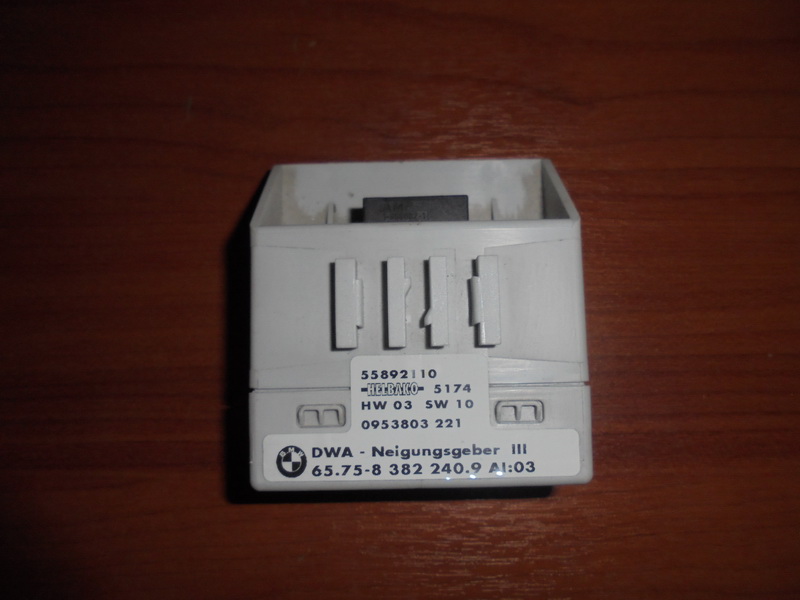 55892110
HELBAKO 5174
HW 03 SW 10
0953803 221
BMW
DWA - Neigungsgeber III
65.75-8 382 240.9 AI:03